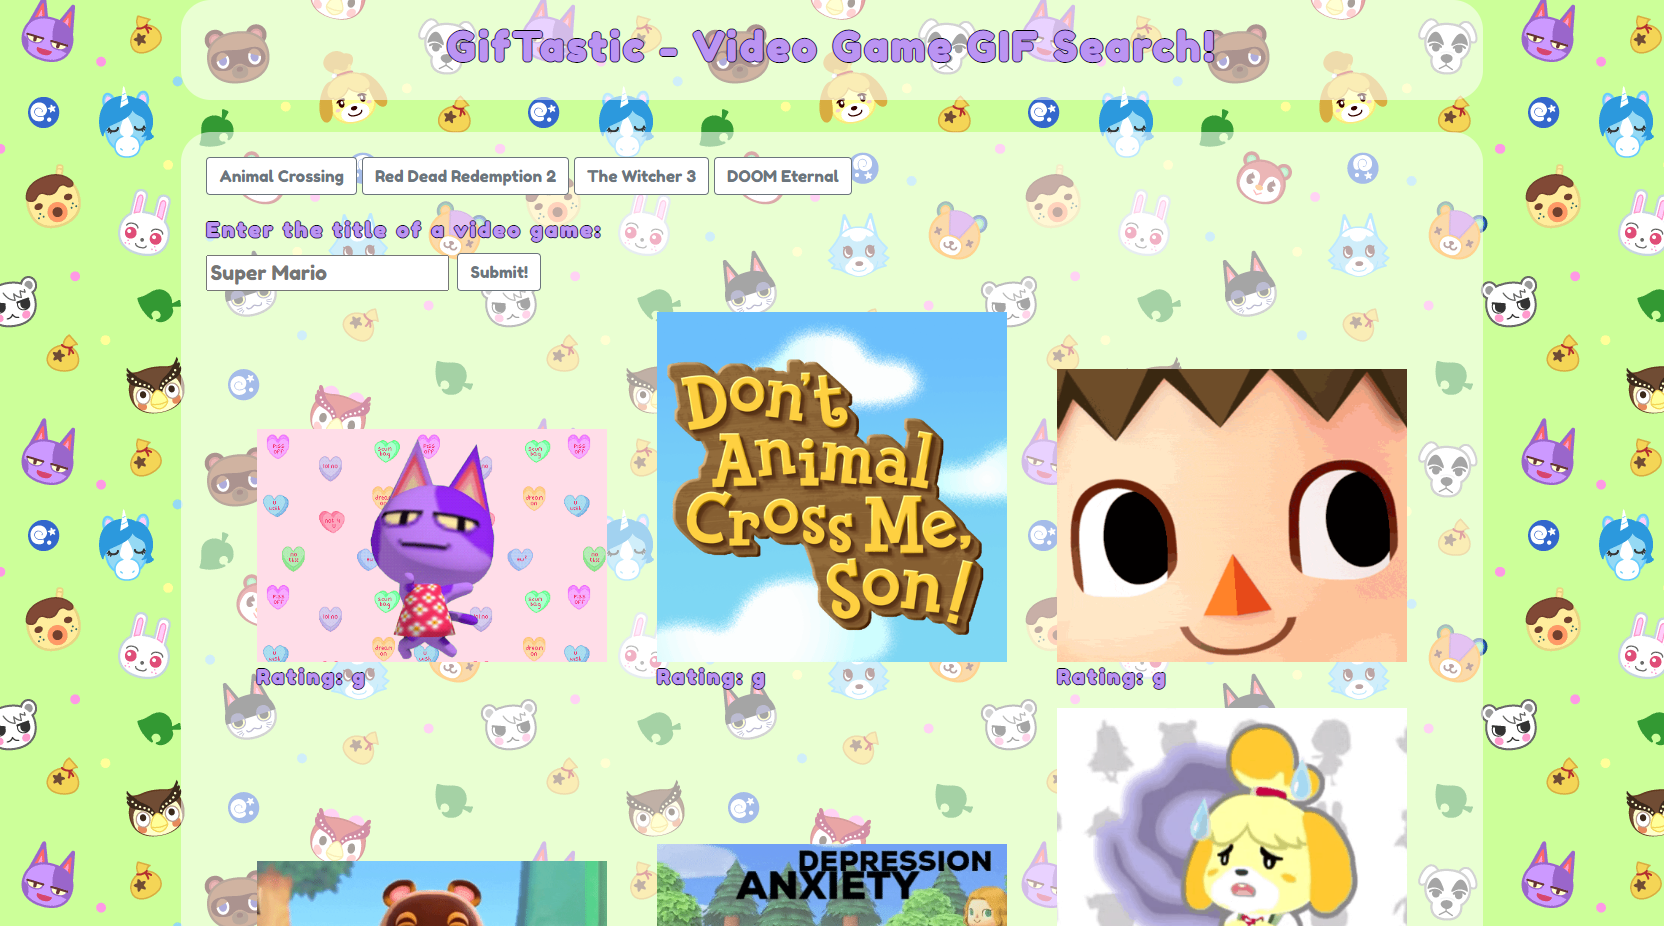 GifTastic - Video Game GIF Search!
Animal Crossing
Red Dead Redemption 2
The Witcher 3
DOOM Eternal
Enter the title of a video game:
Super Mario
Submit!
Don't
Animal
Cross Me,
Son!
Rating: g
Rating: g
Rating: g
DEPRESSION
ANXIETY